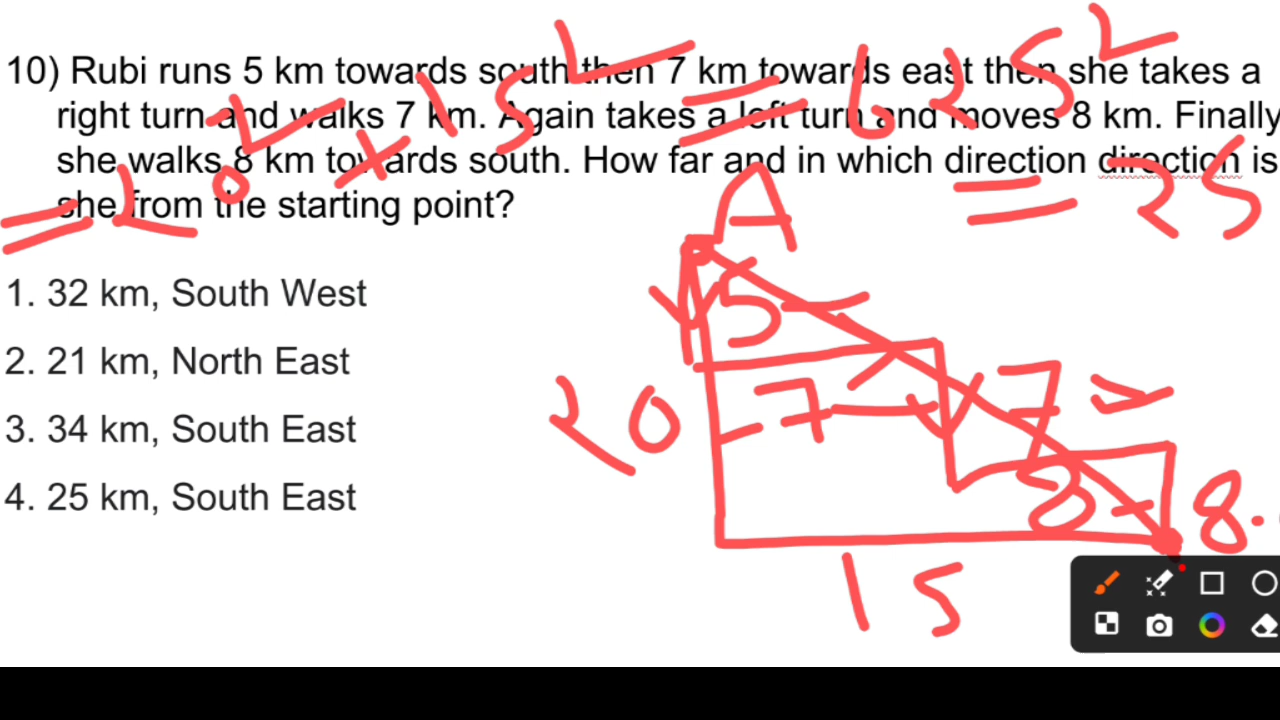 10) Rubi runs 5 km towards south then 7 km towards east then she takes a
right turn and walks 7 km. Again takes a left turn and moves 8 km. Finally
she walks 8 km towards south. How far and in which direction direction is
she from the starting point?
= 20² + 15² = 625²
= 25
1. 32 km, South West
2. 21 km, North East
3. 34 km, South East
4. 25 km, South East
A
5
20
7
7
8
8
15